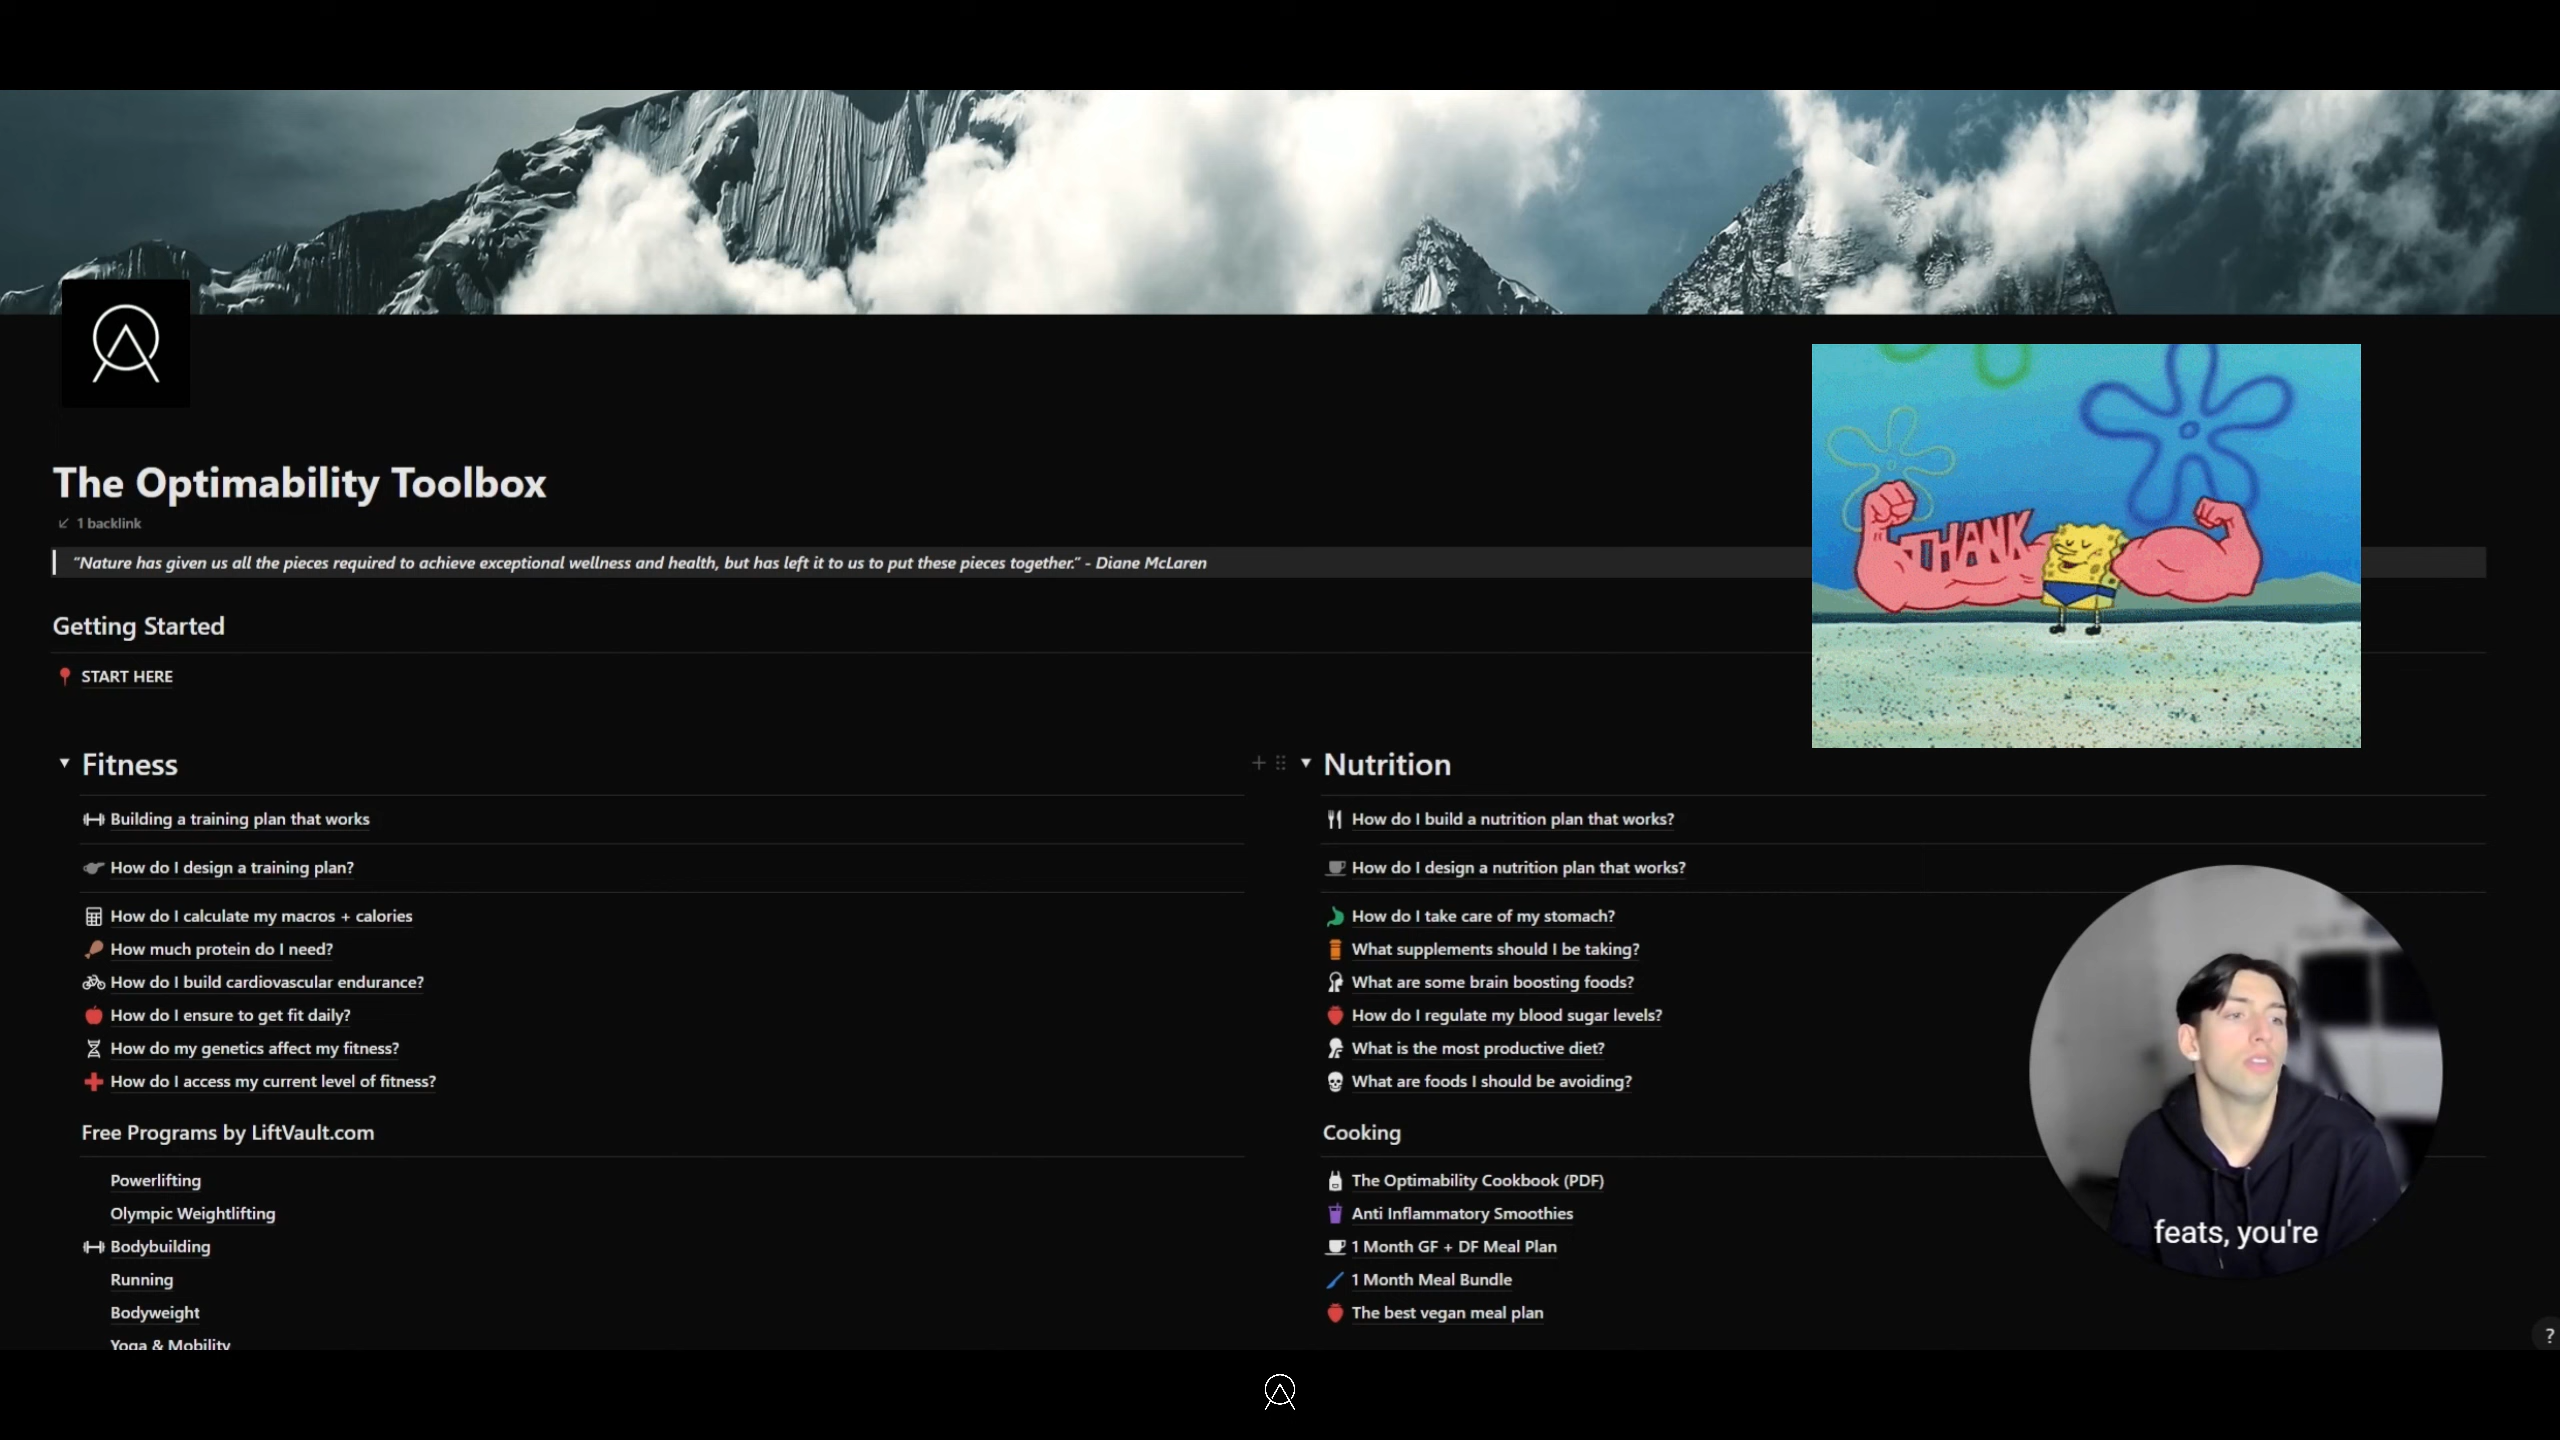 The Optimability Toolbox
1 backlink
"Nature has given us all the pieces required to achieve exceptional wellness and health, but has left it to us to put these pieces together." - Diane McLaren
THANK
Getting Started
START HERE
Fitness
Building a training plan that works
How do I design a training plan?
How do I calculate my macros + calories
How much protein do I need?
How do I build cardiovascular endurance?
How do I ensure to get fit daily?
How do my genetics affect my fitness?
How do I access my current level of fitness?
Free Programs by LiftVault.com
Powerlifting
Olympic Weightlifting
Bodybuilding
Running
Bodyweight
Yoga & Mobility
Nutrition
How do I build a nutrition plan that works?
How do I design a nutrition plan that works?
How do I take care of my stomach?
What supplements should I be taking?
What are some brain boosting foods?
How do I regulate my blood sugar levels?
What is the most productive diet?
What are foods I should be avoiding?
Cooking
The Optimability Cookbook (PDF)
Anti Inflammatory Smoothies
1 Month GF + DF Meal Plan
1 Month Meal Bundle
The best vegan meal plan
feats, you're
?